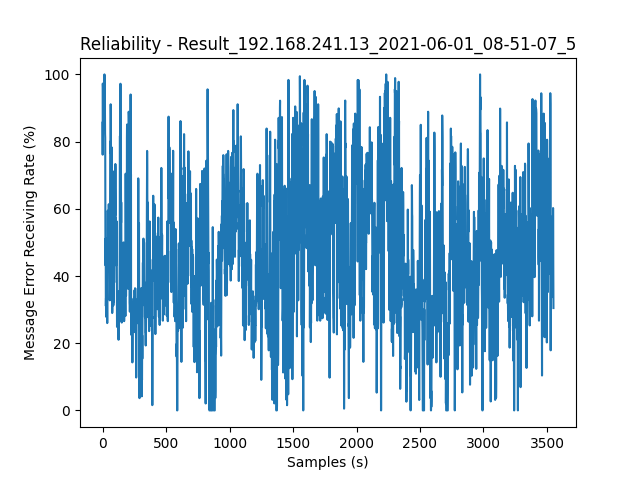 Reliability - Result_192.168.241.13_2021-06-01_08-51-07_5
Message Error Receiving Rate (%)
100
80
60
40
20
0
0 500 1000 1500 2000 2500 3000 3500
Samples (s)